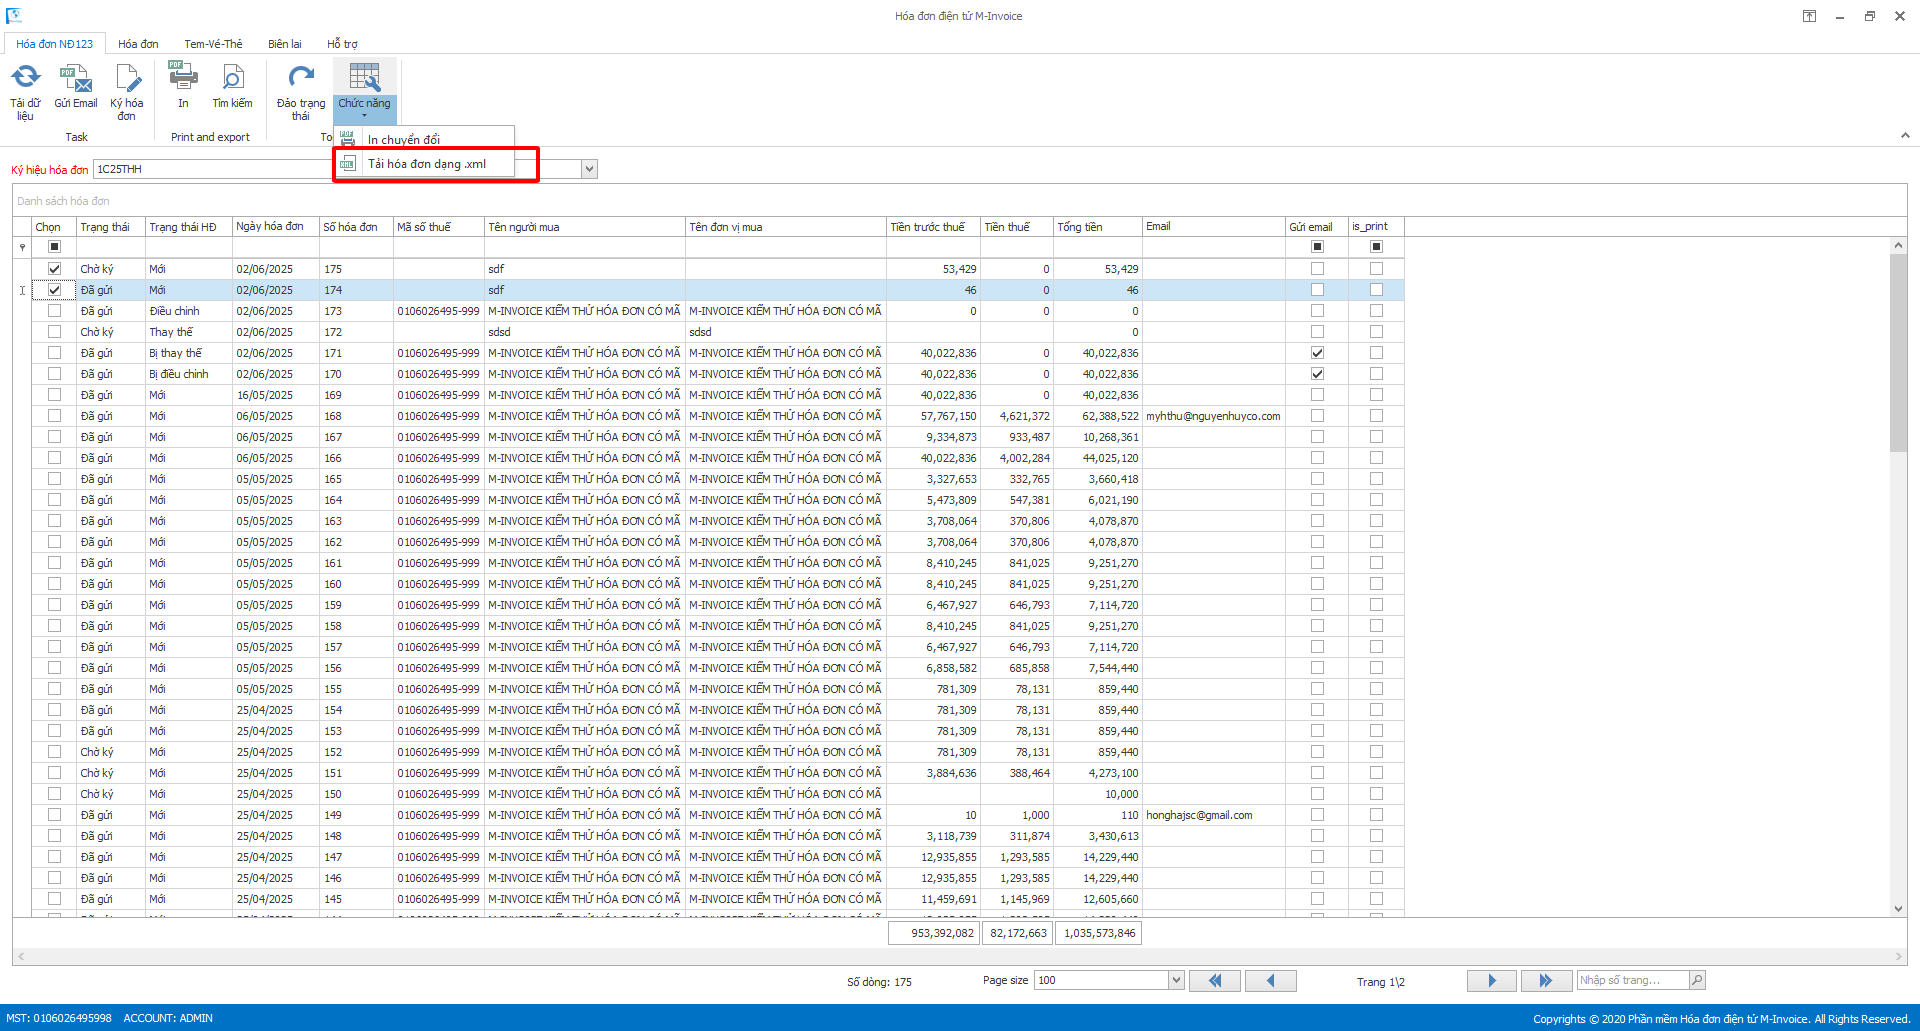 Hóa đơn điện tử M-Invoice
Hóa đơn NĐ123 Hóa đơn Tem-Vé-Thẻ Biên lai Hỗ trợ
Tải dữ liệu Gửi Email Ký hóa đơn In Tìm kiếm Đảo trạng thái Chức năng
Task Print and export To
In chuyển đổi
Tải hóa đơn dạng .xml
Ký hiệu hóa đơn 1C25THH
Danh sách hóa đơn
Chọn Trạng thái Trạng thái HĐ Ngày hóa đơn Số hóa đơn Mã số thuế Tên người mua Tên đơn vị mua Tiền trước thuế Tiền thuế Tổng tiền Email Gửi email is_print
Chờ ký Mới 02/06/2025 175 sdf 53,429 0 53,429
Đã gửi Mới 02/06/2025 174 sdf 46 0 46
Đã gửi Điều chỉnh 02/06/2025 173 0106026495-999 M-INVOICE KIỂM THỬ HÓA ĐƠN CÓ MÃ M-INVOICE KIỂM THỬ HÓA ĐƠN CÓ MÃ 0 0 0
Chờ ký Thay thế 02/06/2025 172 sdsd sdsd 0
Đã gửi Bị thay thế 02/06/2025 171 0106026495-999 M-INVOICE KIỂM THỬ HÓA ĐƠN CÓ MÃ M-INVOICE KIỂM THỬ HÓA ĐƠN CÓ MÃ 40,022,836 0 40,022,836
Đã gửi Bị điều chỉnh 02/06/2025 170 0106026495-999 M-INVOICE KIỂM THỬ HÓA ĐƠN CÓ MÃ M-INVOICE KIỂM THỬ HÓA ĐƠN CÓ MÃ 40,022,836 0 40,022,836
Đã gửi Mới 16/05/2025 169 0106026495-999 M-INVOICE KIỂM THỬ HÓA ĐƠN CÓ MÃ M-INVOICE KIỂM THỬ HÓA ĐƠN CÓ MÃ 40,022,836 0 40,022,836
Đã gửi Mới 06/05/2025 168 0106026495-999 M-INVOICE KIỂM THỬ HÓA ĐƠN CÓ MÃ M-INVOICE KIỂM THỬ HÓA ĐƠN CÓ MÃ 57,767,150 4,621,372 62,388,522 myhthu@nguyenhuyco.com
Đã gửi Mới 06/05/2025 167 0106026495-999 M-INVOICE KIỂM THỬ HÓA ĐƠN CÓ MÃ M-INVOICE KIỂM THỬ HÓA ĐƠN CÓ MÃ 9,334,873 933,487 10,268,361
Đã gửi Mới 06/05/2025 166 0106026495-999 M-INVOICE KIỂM THỬ HÓA ĐƠN CÓ MÃ M-INVOICE KIỂM THỬ HÓA ĐƠN CÓ MÃ 40,022,836 4,002,284 44,025,120
Đã gửi Mới 05/05/2025 165 0106026495-999 M-INVOICE KIỂM THỬ HÓA ĐƠN CÓ MÃ M-INVOICE KIỂM THỬ HÓA ĐƠN CÓ MÃ 3,327,653 332,765 3,660,418
Đã gửi Mới 05/05/2025 164 0106026495-999 M-INVOICE KIỂM THỬ HÓA ĐƠN CÓ MÃ M-INVOICE KIỂM THỬ HÓA ĐƠN CÓ MÃ 5,473,809 547,381 6,021,190
Đã gửi Mới 05/05/2025 163 0106026495-999 M-INVOICE KIỂM THỬ HÓA ĐƠN CÓ MÃ M-INVOICE KIỂM THỬ HÓA ĐƠN CÓ MÃ 3,708,064 370,806 4,078,870
Đã gửi Mới 05/05/2025 162 0106026495-999 M-INVOICE KIỂM THỬ HÓA ĐƠN CÓ MÃ M-INVOICE KIỂM THỬ HÓA ĐƠN CÓ MÃ 3,708,064 370,806 4,078,870
Đã gửi Mới 05/05/2025 161 0106026495-999 M-INVOICE KIỂM THỬ HÓA ĐƠN CÓ MÃ M-INVOICE KIỂM THỬ HÓA ĐƠN CÓ MÃ 8,410,245 841,025 9,251,270
Đã gửi Mới 05/05/2025 160 0106026495-999 M-INVOICE KIỂM THỬ HÓA ĐƠN CÓ MÃ M-INVOICE KIỂM THỬ HÓA ĐƠN CÓ MÃ 8,410,245 841,025 9,251,270
Đã gửi Mới 05/05/2025 159 0106026495-999 M-INVOICE KIỂM THỬ HÓA ĐƠN CÓ MÃ M-INVOICE KIỂM THỬ HÓA ĐƠN CÓ MÃ 6,467,927 646,793 7,114,720
Đã gửi Mới 05/05/2025 158 0106026495-999 M-INVOICE KIỂM THỬ HÓA ĐƠN CÓ MÃ M-INVOICE KIỂM THỬ HÓA ĐƠN CÓ MÃ 8,410,245 841,025 9,251,270
Đã gửi Mới 05/05/2025 157 0106026495-999 M-INVOICE KIỂM THỬ HÓA ĐƠN CÓ MÃ M-INVOICE KIỂM THỬ HÓA ĐƠN CÓ MÃ 6,467,927 646,793 7,114,720
Đã gửi Mới 05/05/2025 156 0106026495-999 M-INVOICE KIỂM THỬ HÓA ĐƠN CÓ MÃ M-INVOICE KIỂM THỬ HÓA ĐƠN CÓ MÃ 6,858,582 685,858 7,544,440
Đã gửi Mới 05/05/2025 155 0106026495-999 M-INVOICE KIỂM THỬ HÓA ĐƠN CÓ MÃ M-INVOICE KIỂM THỬ HÓA ĐƠN CÓ MÃ 781,309 78,131 859,440
Đã gửi Mới 25/04/2025 154 0106026495-999 M-INVOICE KIỂM THỬ HÓA ĐƠN CÓ MÃ M-INVOICE KIỂM THỬ HÓA ĐƠN CÓ MÃ 781,309 78,131 859,440
Đã gửi Mới 25/04/2025 153 0106026495-999 M-INVOICE KIỂM THỬ HÓA ĐƠN CÓ MÃ M-INVOICE KIỂM THỬ HÓA ĐƠN CÓ MÃ 781,309 78,131 859,440
Chờ ký Mới 25/04/2025 152 0106026495-999 M-INVOICE KIỂM THỬ HÓA ĐƠN CÓ MÃ M-INVOICE KIỂM THỬ HÓA ĐƠN CÓ MÃ 781,309 78,131 859,440
Chờ ký Mới 25/04/2025 151 0106026495-999 M-INVOICE KIỂM THỬ HÓA ĐƠN CÓ MÃ M-INVOICE KIỂM THỬ HÓA ĐƠN CÓ MÃ 3,884,636 388,464 4,273,100
Chờ ký Mới 25/04/2025 150 0106026495-999 M-INVOICE KIỂM THỬ HÓA ĐƠN CÓ MÃ M-INVOICE KIỂM THỬ HÓA ĐƠN CÓ MÃ 10,000
Đã gửi Mới 25/04/2025 149 0106026495-999 M-INVOICE KIỂM THỬ HÓA ĐƠN CÓ MÃ M-INVOICE KIỂM THỬ HÓA ĐƠN CÓ MÃ 10 1,000 110 honghajsc@gmail.com
Đã gửi Mới 25/04/2025 148 0106026495-999 M-INVOICE KIỂM THỬ HÓA ĐƠN CÓ MÃ M-INVOICE KIỂM THỬ HÓA ĐƠN CÓ MÃ 3,118,739 311,874 3,430,613
Đã gửi Mới 25/04/2025 147 0106026495-999 M-INVOICE KIỂM THỬ HÓA ĐƠN CÓ MÃ M-INVOICE KIỂM THỬ HÓA ĐƠN CÓ MÃ 12,935,855 1,293,585 14,229,440
Đã gửi Mới 25/04/2025 146 0106026495-999 M-INVOICE KIỂM THỬ HÓA ĐƠN CÓ MÃ M-INVOICE KIỂM THỬ HÓA ĐƠN CÓ MÃ 12,935,855 1,293,585 14,229,440
Đã gửi Mới 25/04/2025 145 0106026495-999 M-INVOICE KIỂM THỬ HÓA ĐƠN CÓ MÃ M-INVOICE KIỂM THỬ HÓA ĐƠN CÓ MÃ 11,459,691 1,145,969 12,605,660
953,392,082 82,172,663 1,035,573,846
Số dòng: 175 Page size 100 Trang 1\2 Nhập số trang...
MST: 0106026495998 ACCOUNT: ADMIN Copyrights © 2020 Phần mềm Hóa đơn điện tử M-Invoice. All Rights Reserved.